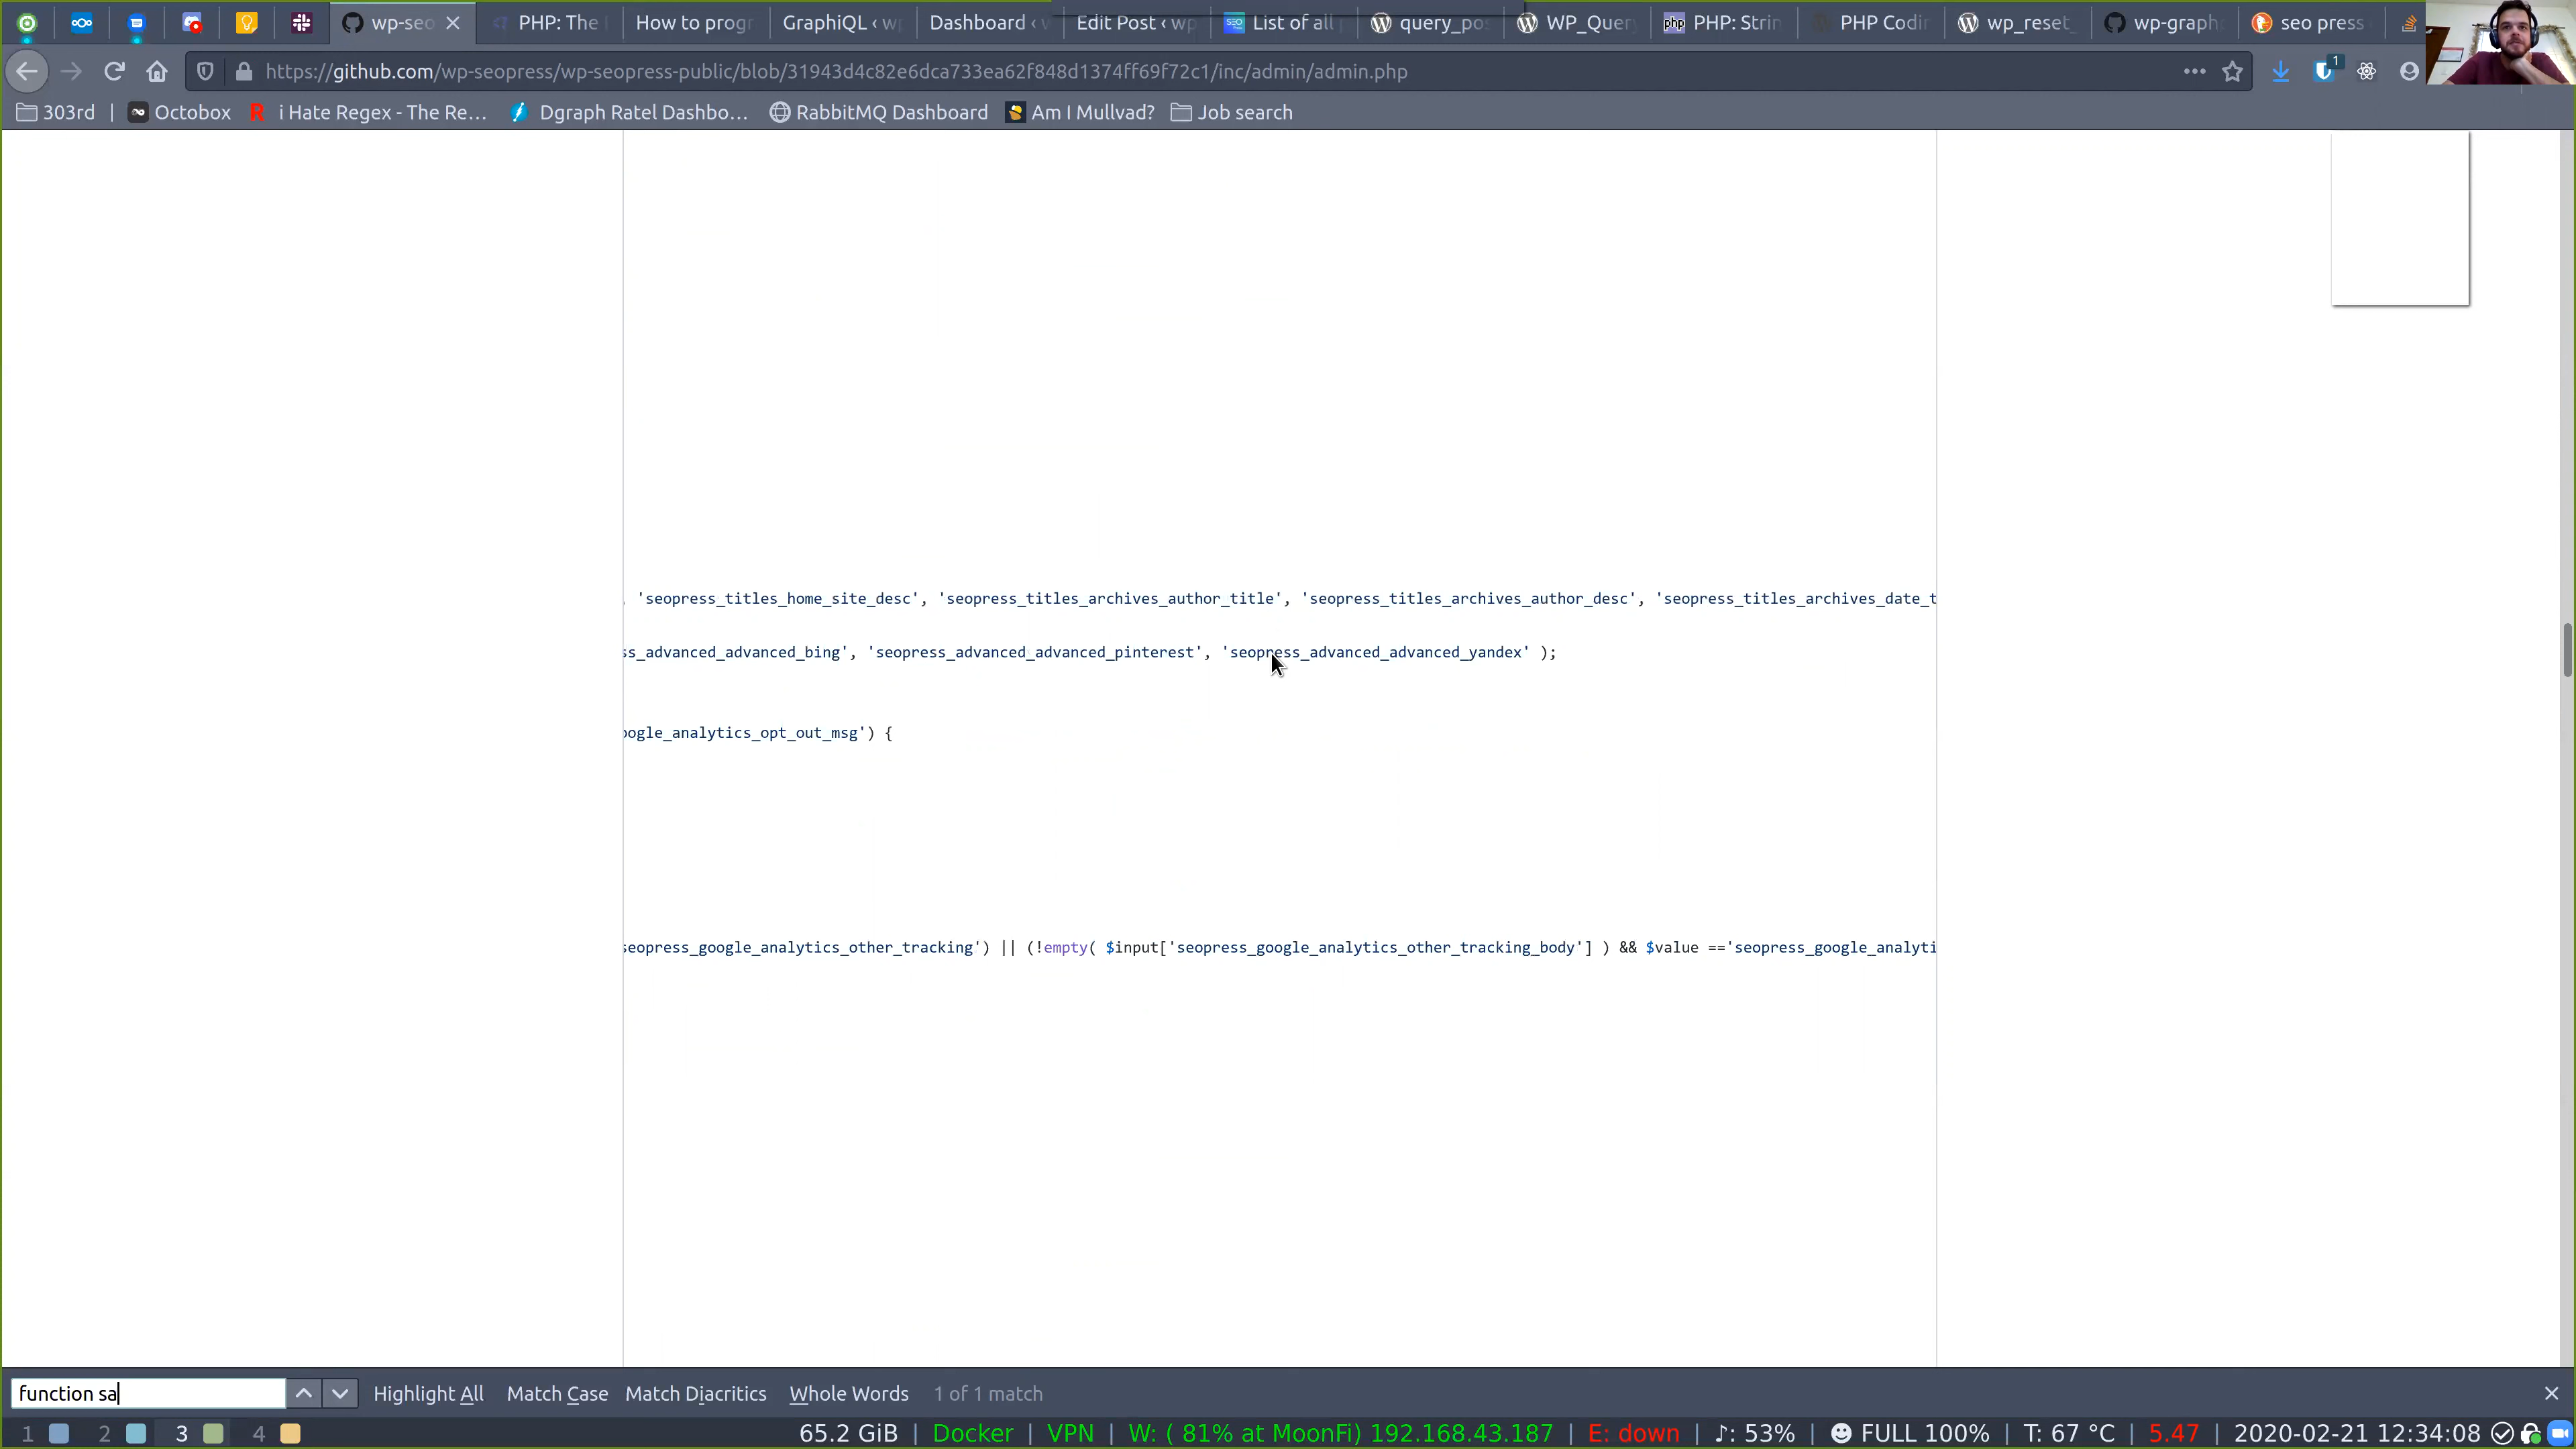 wp-seo
PHP: The
How to progr
GraphiQL ‹ w
Dashboard ‹
Edit Post ‹ wp
SEO
List of all
query_po
WP_Quer
php
PHP: Strin
PHP Codi
wp_reset
wp-graph
seo press
https://github.com/wp-seopress/wp-seopress-public/blob/31943d4c82e6dca733ea62f848d1374ff69f72c1/inc/admin/admin.php
1
303rd | Octobox
R i Hate Regex - The Re…
Dgraph Ratel Dashbo…
RabbitMQ Dashboard
Am I Mullvad?
Job search
'seopress_titles_home_site_desc', 'seopress_titles_archives_author_title', 'seopress_titles_archives_author_desc', 'seopress_titles_archives_date_t
ss_advanced_advanced_bing', 'seopress_advanced_advanced_pinterest', 'seopress_advanced_advanced_yandex' );
oogle_analytics_opt_out_msg') {
seopress_google_analytics_other_tracking') || (!empty( $input['seopress_google_analytics_other_tracking_body'] ) && $value =='seopress_google_analyti
function sa
Highlight All
Match Case
Match Diacritics
Whole Words
1 of 1 match
1 2 3 4
65.2 GiB | Docker | VPN | W: ( 81% at MoonFi) 192.168.43.187 | E: down | ♪: 53% | ☻ FULL 100% | T: 67 °C | 5.47 | 2020-02-21 12:34:08